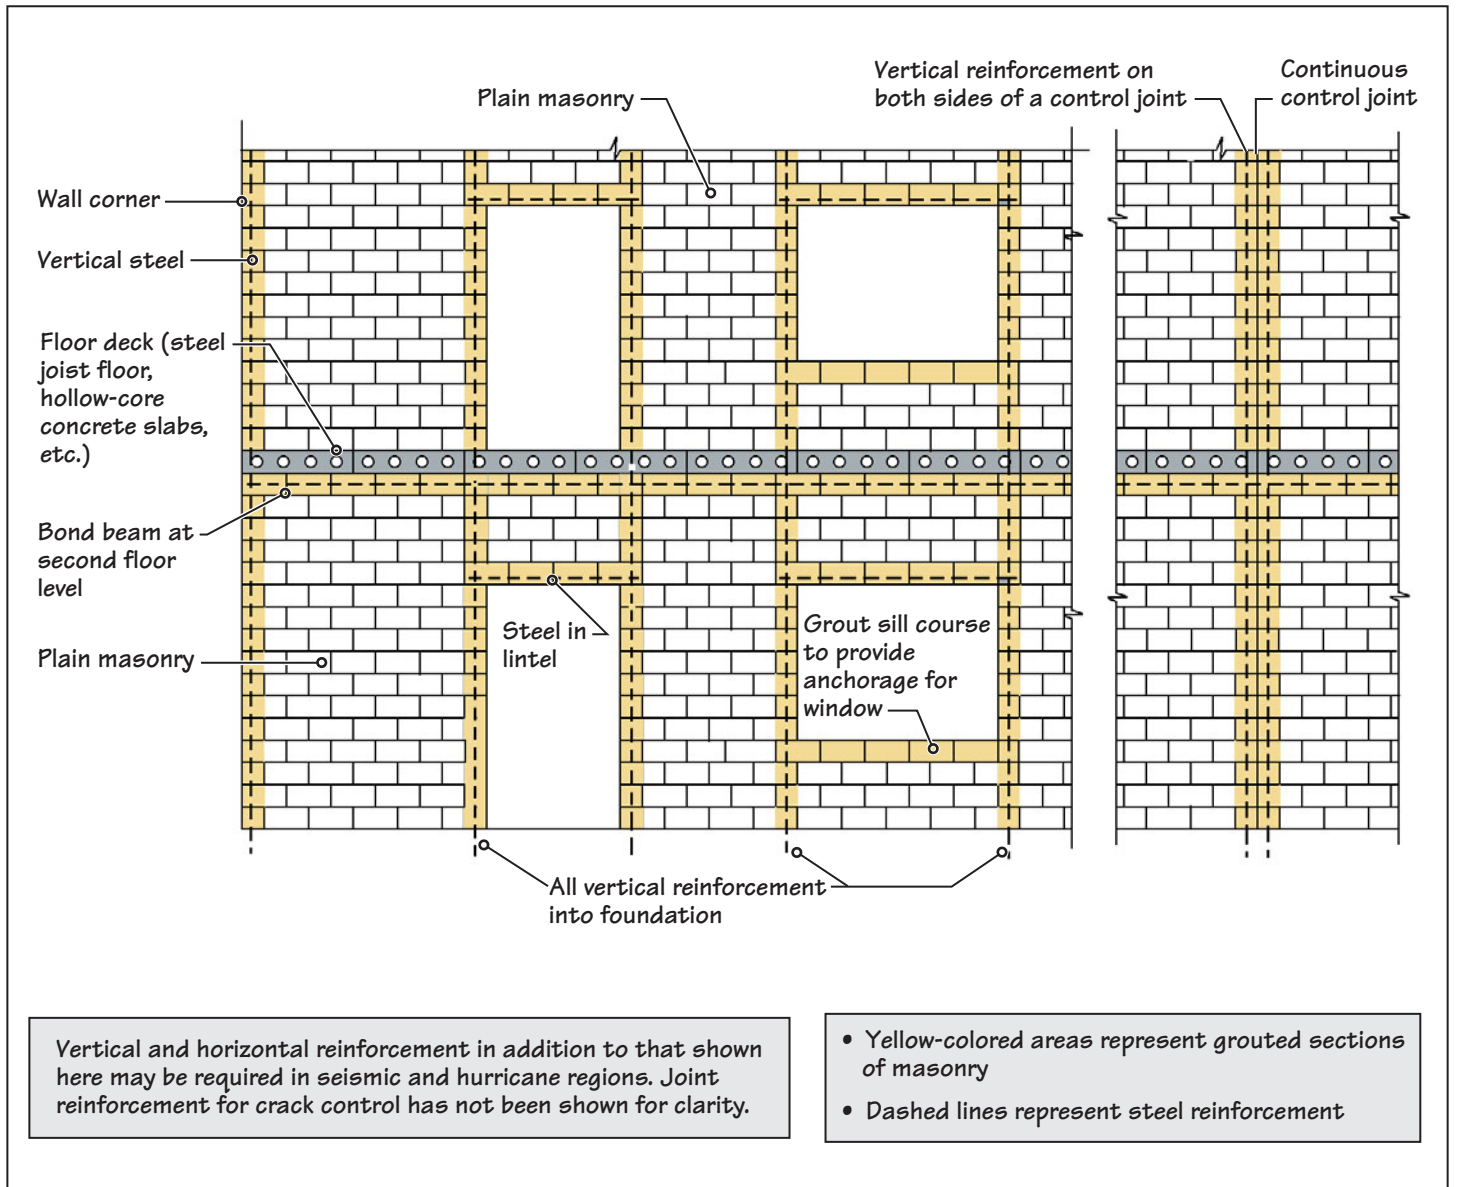 Plain masonry
Vertical reinforcement on
both sides of a control joint
Continuous
control joint
Wall corner
Vertical steel
Floor deck (steel
joist floor,
hollow-core
concrete slabs,
etc.)
Bond beam at
second floor
level
Plain masonry
Steel in
lintel
Grout sill course
to provide
anchorage for
window
All vertical reinforcement
into foundation
Vertical and horizontal reinforcement in addition to that shown
here may be required in seismic and hurricane regions. Joint
reinforcement for crack control has not been shown for clarity.
• Yellow-colored areas represent grouted sections
of masonry
• Dashed lines represent steel reinforcement